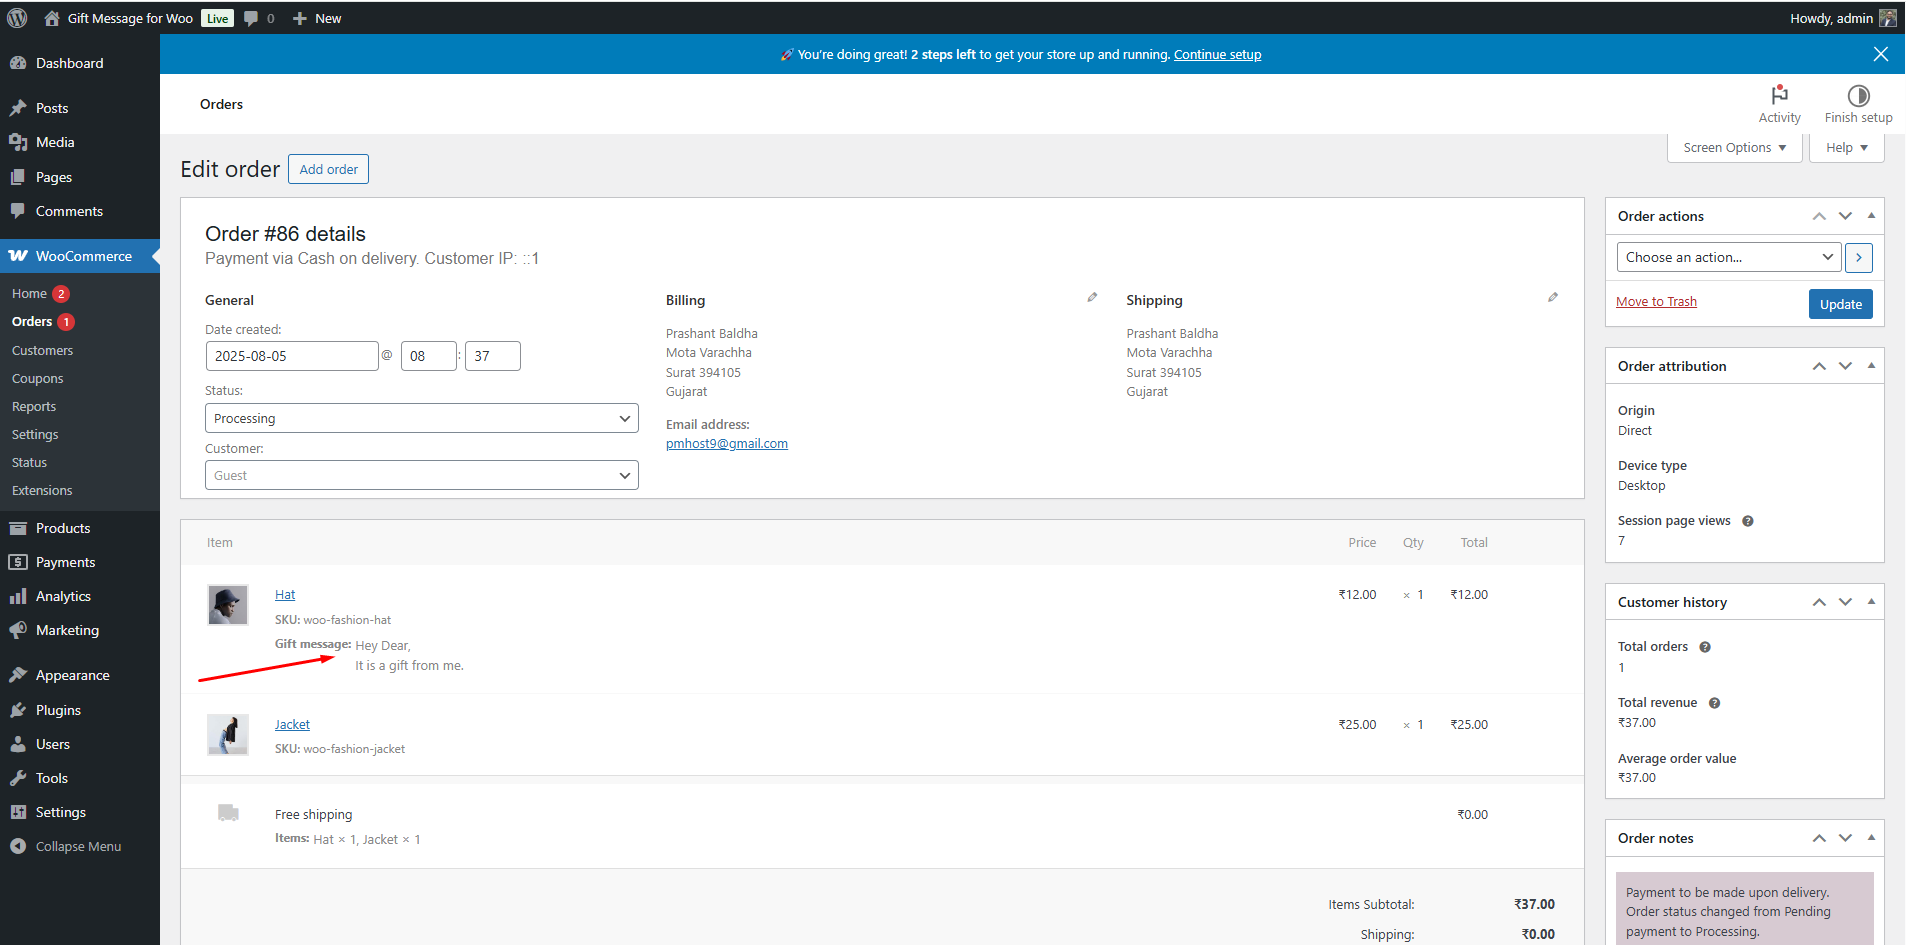 Gift Message for Woo Live 0 New
Howdy, admin
🚀 You're doing great! 2 steps left to get your store up and running. Continue setup
Dashboard
Posts
Media
Pages
Comments
WooCommerce
Home 2
Orders 1
Customers
Coupons
Reports
Settings
Status
Extensions
Products
Payments
Analytics
Marketing
Appearance
Plugins
Users
Tools
Settings
Collapse Menu
Orders
Activity
Finish setup
Screen Options
Help
Edit order
Add order
Order #86 details
Payment via Cash on delivery. Customer IP: ::1
General
Date created:
2025-08-05 @ 08 : 37
Status:
Processing
Customer:
Guest
Billing
Prashant Baldha
Mota Varachha
Surat 394105
Gujarat
Email address:
pmhost9@gmail.com
Shipping
Prashant Baldha
Mota Varachha
Surat 394105
Gujarat
Item Price Qty Total
Hat ₹12.00 × 1 ₹12.00
SKU: woo-fashion-hat
Gift message: Hey Dear,
It is a gift from me.
Jacket ₹25.00 × 1 ₹25.00
SKU: woo-fashion-jacket
Free shipping ₹0.00
Items: Hat × 1, Jacket × 1
Items Subtotal: ₹37.00
Shipping: ₹0.00
Order actions
Choose an action...
Move to Trash
Update
Order attribution
Origin
Direct
Device type
Desktop
Session page views ?
7
Customer history
Total orders ?
1
Total revenue ?
₹37.00
Average order value
₹37.00
Order notes
Payment to be made upon delivery.
Order status changed from Pending
payment to Processing.